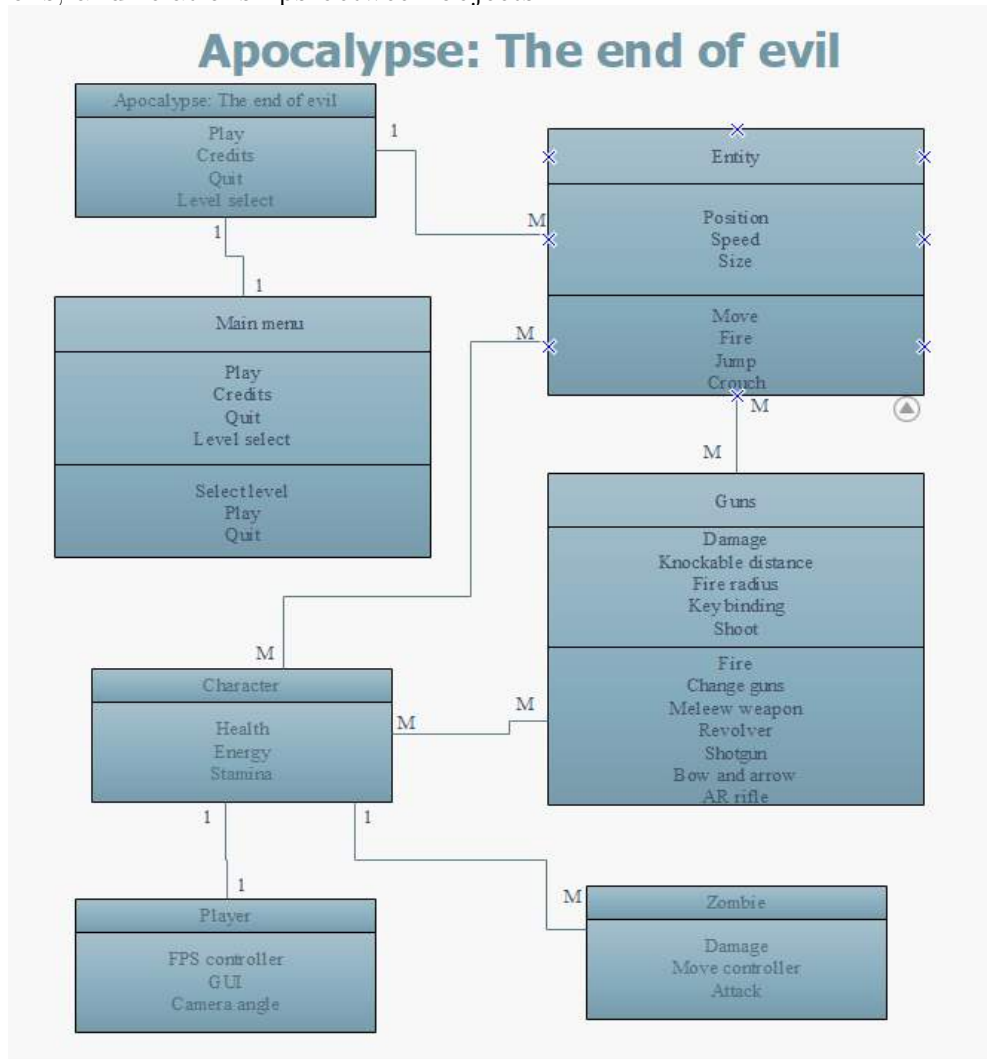 Apocalypse: The end of evil
Apocalypse: The end of evil
Play
Credits
Quit
Level select
1
M
1
1
Entity
Position
Speed
Size
Move
Fire
Jump
Crouch
Main menu
Play
Credits
Quit
Level select
Select level
Play
Quit
M
M
M
M
Guns
Damage
Knockable distance
Fire radius
Key binding
Shoot
Fire
Change guns
Meleew weapon
Revolver
Shotgun
Bow and arrow
AR rifle
Character
Health
Energy
Stamina
M
M
1
1
1
M
Player
FPS controller
GUI
Camera angle
Zombie
Damage
Move controller
Attack